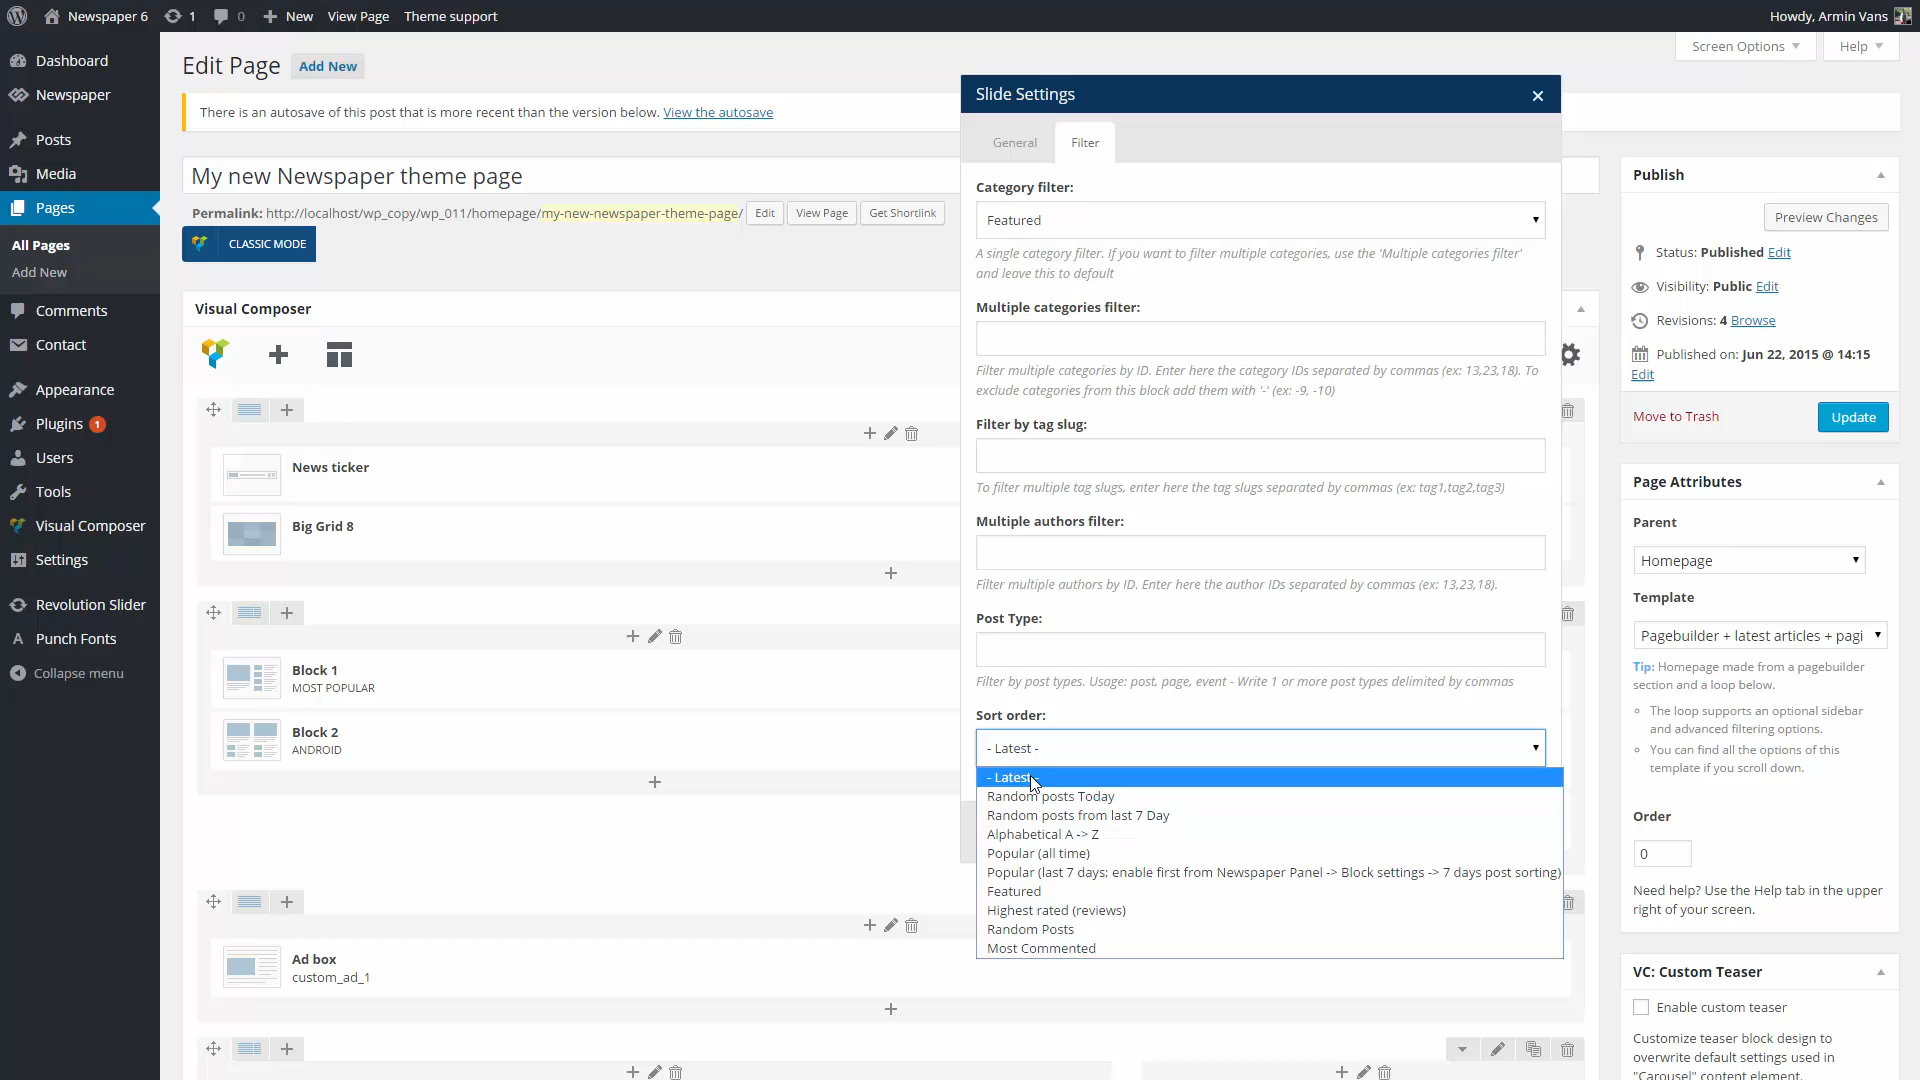 Newspaper 6
1
0
New
View Page
Theme support
Howdy, Armin Vans
Dashboard
Newspaper
Posts
Media
Pages
All Pages
Add New
Comments
Contact
Appearance
Plugins 1
Users
Tools
Visual Composer
Settings
Revolution Slider
Punch Fonts
Collapse menu
Screen Options
Help
Edit Page
Add New
There is an autosave of this post that is more recent than the version below. View the autosave
My new Newspaper theme page
Permalink: http://localhost/wp_copy/wp_011/homepage/my-new-newspaper-theme-page/
Edit
View Page
Get Shortlink
CLASSIC MODE
Visual Composer
News ticker
Big Grid 8
Block 1
MOST POPULAR
Block 2
ANDROID
Ad box
custom_ad_1
Slide Settings
General
Filter
Category filter:
Featured
A single category filter. If you want to filter multiple categories, use the 'Multiple categories filter'
and leave this to default
Multiple categories filter:
Filter multiple categories by ID. Enter here the category IDs separated by commas (ex: 13,23,18). To
exclude categories from this block add them with '-' (ex: -9, -10)
Filter by tag slug:
To filter multiple tag slugs, enter here the tag slugs separated by commas (ex: tag1,tag2,tag3)
Multiple authors filter:
Filter multiple authors by ID. Enter here the author IDs separated by commas (ex: 13,23,18).
Post Type:
Filter by post types. Usage: post, page, event - Write 1 or more post types delimited by commas
Sort order:
- Latest -
- Latest -
Random posts Today
Random posts from last 7 Day
Alphabetical A -> Z
Popular (all time)
Popular (last 7 days; enable first from Newspaper Panel -> Block settings -> 7 days post sorting)
Featured
Highest rated (reviews)
Random Posts
Most Commented
Publish
Preview Changes
Status: Published Edit
Visibility: Public Edit
Revisions: 4 Browse
Published on: Jun 22, 2015 @ 14:15
Edit
Move to Trash
Update
Page Attributes
Parent
Homepage
Template
Pagebuilder + latest articles + pagi
Tip: Homepage made from a pagebuilder
section and a loop below.
The loop supports an optional sidebar
and advanced filtering options.
You can find all the options of this
template if you scroll down.
Order
0
Need help? Use the Help tab in the upper
right of your screen.
VC: Custom Teaser
Enable custom teaser
Customize teaser block design to
overwrite default settings used in
"Carousel" content element.